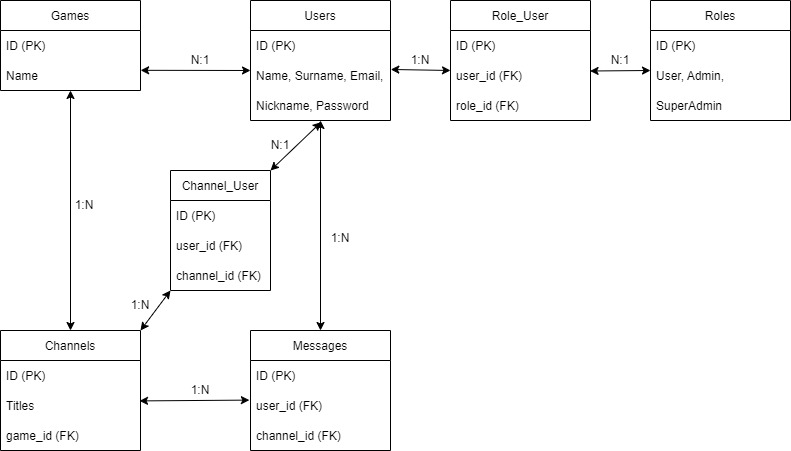 Games
ID (PK)
Name
N:1
Users
ID (PK)
Name, Surname, Email,
Nickname, Password
1:N
Role_User
ID (PK)
user_id (FK)
role_id (FK)
N:1
Roles
ID (PK)
User, Admin,
SuperAdmin
N:1
Channel_User
ID (PK)
user_id (FK)
channel_id (FK)
1:N
1:N
1:N
Channels
ID (PK)
Titles
game_id (FK)
1:N
Messages
ID (PK)
user_id (FK)
channel_id (FK)